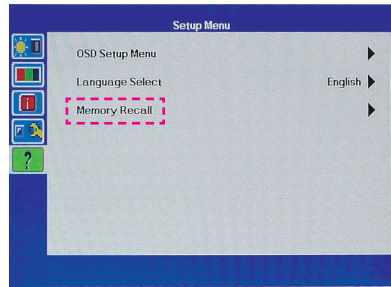 Setup Menu
OSD Setup Menu
Language Select English
Memory Recall